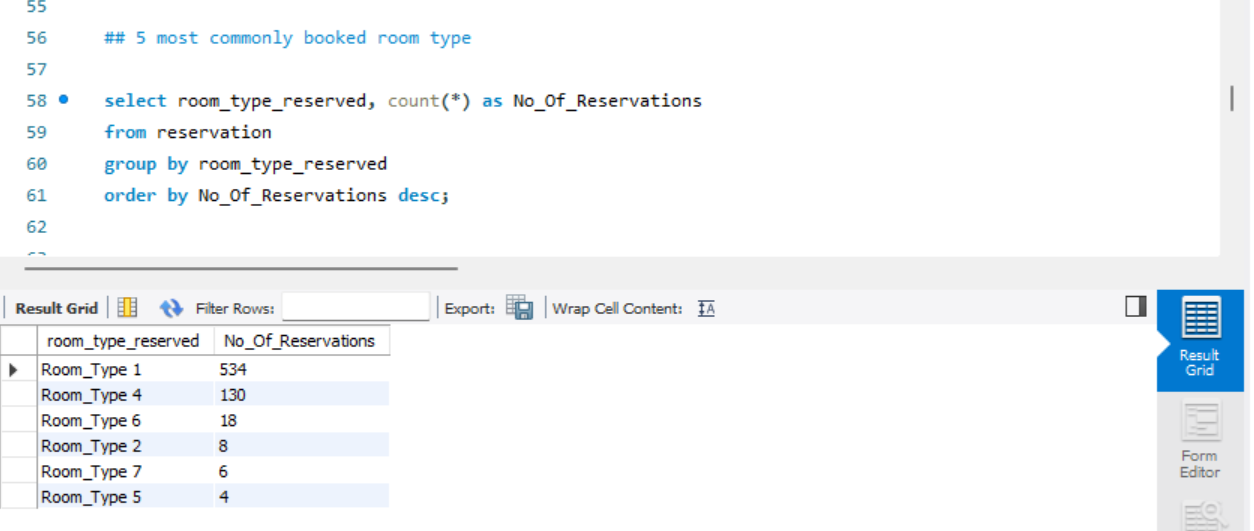 55
56 ## 5 most commonly booked room type
57
58 select room_type_reserved, count(*) as No_Of_Reservations
59 from reservation
60 group by room_type_reserved
61 order by No_Of_Reservations desc;
62
Result Grid Filter Rows: Export: Wrap Cell Content: IA
room_type_reserved No_Of_Reservations
Room_Type 1 534
Room_Type 4 130
Room_Type 6 18
Room_Type 2 8
Room_Type 7 6
Room_Type 5 4
Result
Grid
Form
Editor